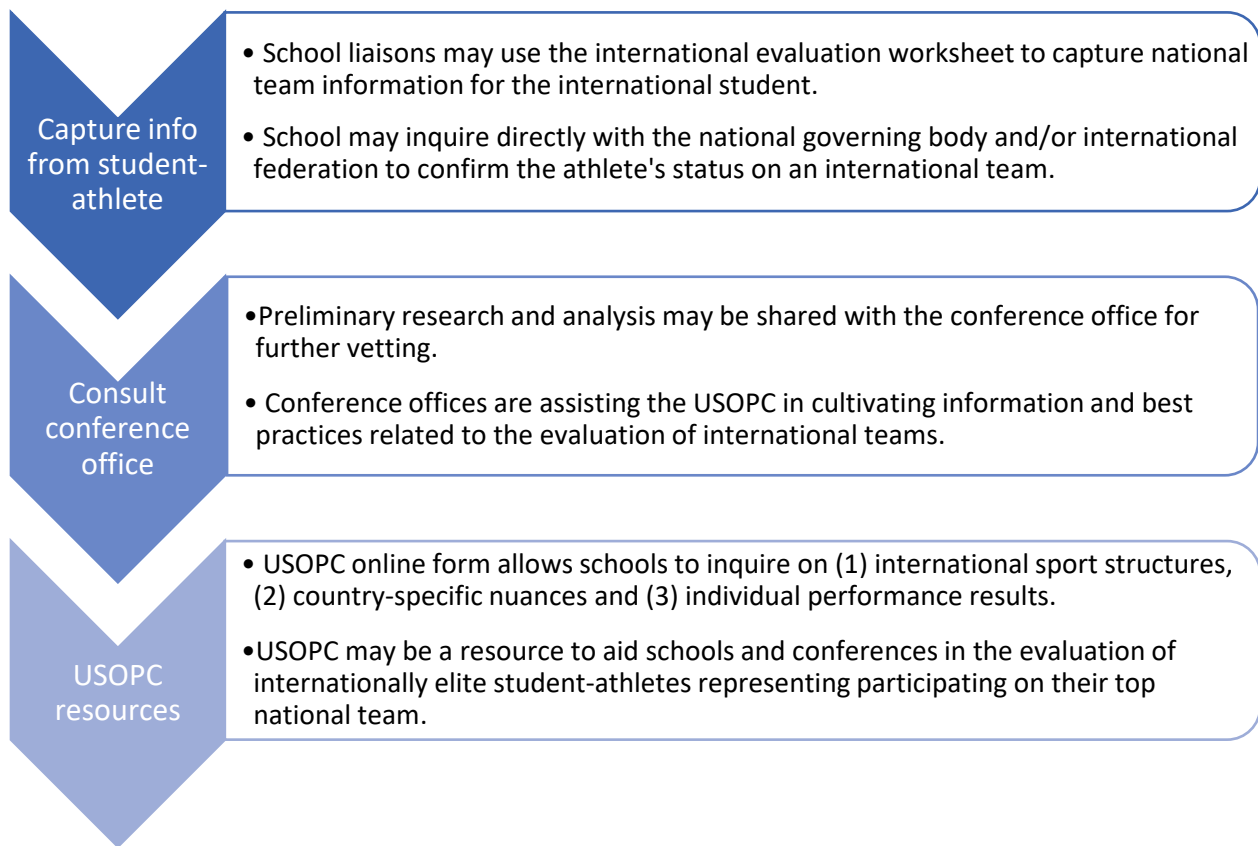 Capture info
from student-
athlete
• School liaisons may use the international evaluation worksheet to capture national
team information for the international student.
• School may inquire directly with the national governing body and/or international
federation to confirm the athlete's status on an international team.
Consult
conference
office
•Preliminary research and analysis may be shared with the conference office for
further vetting.
• Conference offices are assisting the USOPC in cultivating information and best
practices related to the evaluation of international teams.
USOPC
resources
• USOPC online form allows schools to inquire on (1) international sport structures,
(2) country-specific nuances and (3) individual performance results.
•USOPC may be a resource to aid schools and conferences in the evaluation of
internationally elite student-athletes representing participating on their top
national team.